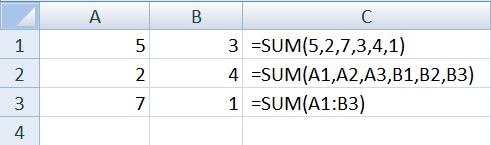 A B C
1 5 3 =SUM(5,2,7,3,4,1)
2 2 4 =SUM(A1,A2,A3,B1,B2,B3)
3 7 1 =SUM(A1:B3)
4